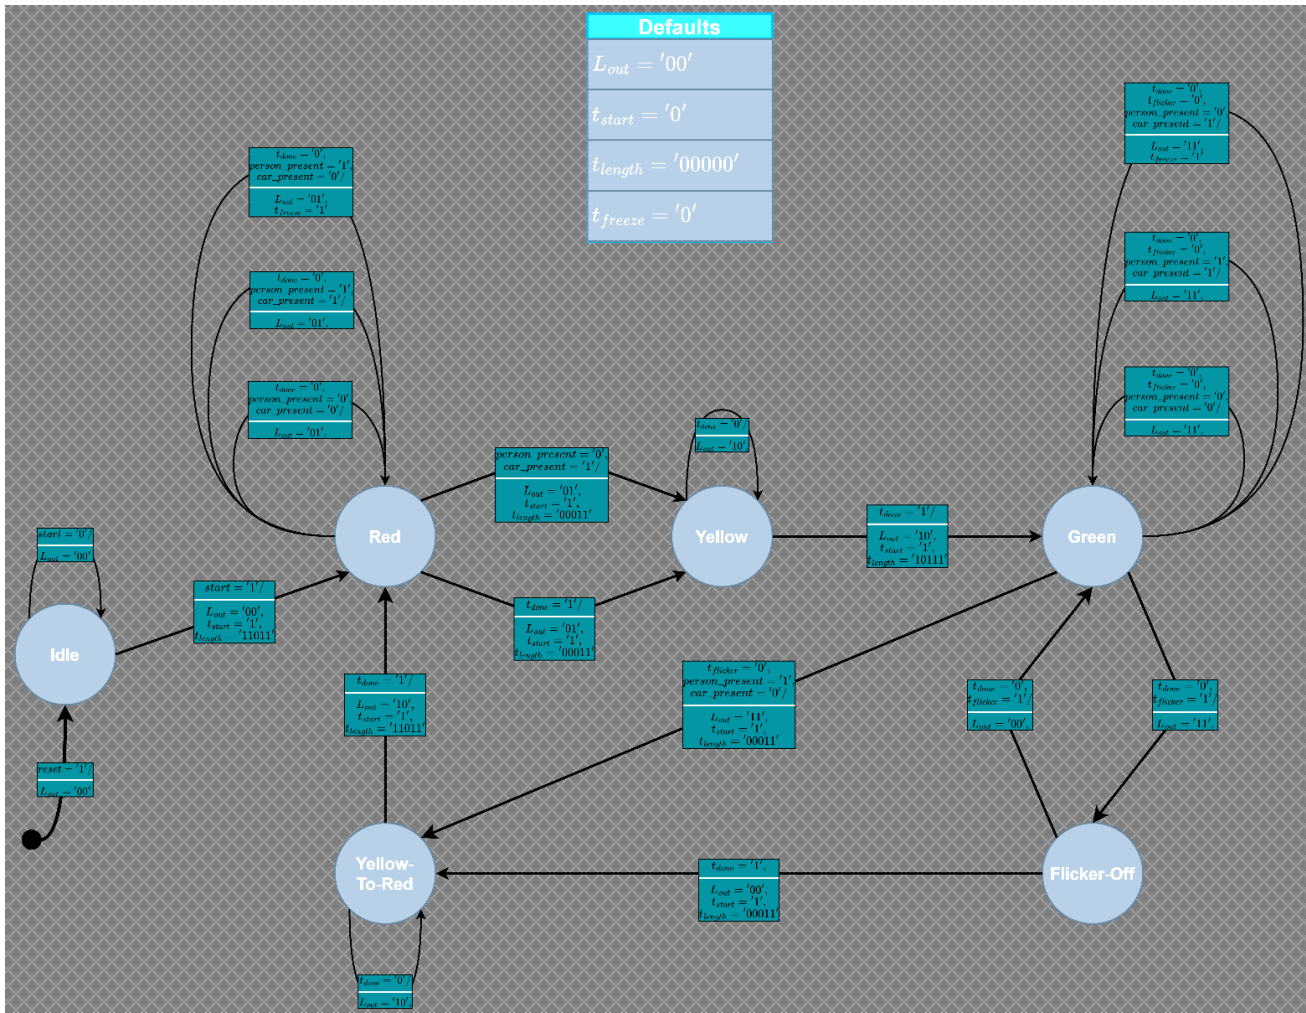 Defaults
L_out = '00'
t_start = '0'
t_length = '00000'
t_freeze = '0'
t_done = '0',
t_flicker = '0',
person_present = '0'
car_present = '1'/
L_out = '11',
t_freeze = '1'
t_done = '0',
person_present = '1',
car_present = '0'/
L_out = '01',
t_freeze = '1'
t_done = '0',
t_flicker = '0',
person_present = '1'
car_present = '1'/
L_out = '11',
t_done = '0',
person_present = '1',
car_present = '1'/
L_out = '01',
t_done = '0',
t_flicker = '0',
person_present = '0'
car_present = '0'/
L_out = '11',
t_done = '0',
person_present = '0'
car_present = '0'/
L_out = '01',
t_done = '0'/
L_out = '10',
person_present = '0',
car_present = '1'/
L_out = '01',
t_start = '1',
t_length = '00011'
Red
Yellow
t_done = '1'/
L_out = '10',
t_start = '1',
t_length = '10111'
Green
start = '0'/
L_out = '00'
start = '1'/
L_out = '00',
t_start = '1',
t_length = '11011'
t_done = '1'/
L_out = '01',
t_start = '1',
t_length = '00011'
Idle
t_done = '1'/
L_out = '10',
t_start = '1',
t_length = '11011'
t_flicker = '0',
person_present = '1',
car_present = '0'/
L_out = '11',
t_start = '1',
t_length = '00011'
t_done = '0',
t_flicker = '1'/
L_out = '00',
t_done = '0',
t_flicker = '1'/
L_out = '11',
reset = '1'/
L_out = '00'
Yellow-
To-Red
t_done = '1',
L_out = '00',
t_start = '1',
t_length = '00011'
Flicker-Off
t_done = '0'/
L_out = '10',